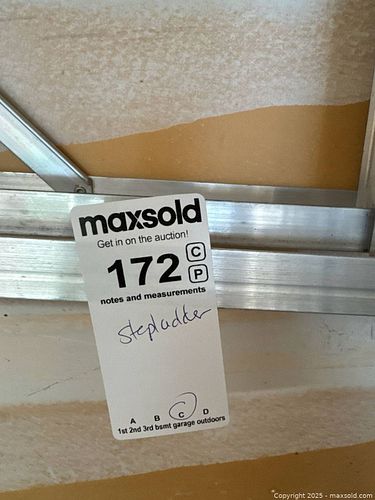 maxsold
Get in on the auction!
172 C
P
notes and measurements
stepladder
A B C D
1st 2nd 3rd bsmt garage outdoors
Copyright 2025 - maxsold.com